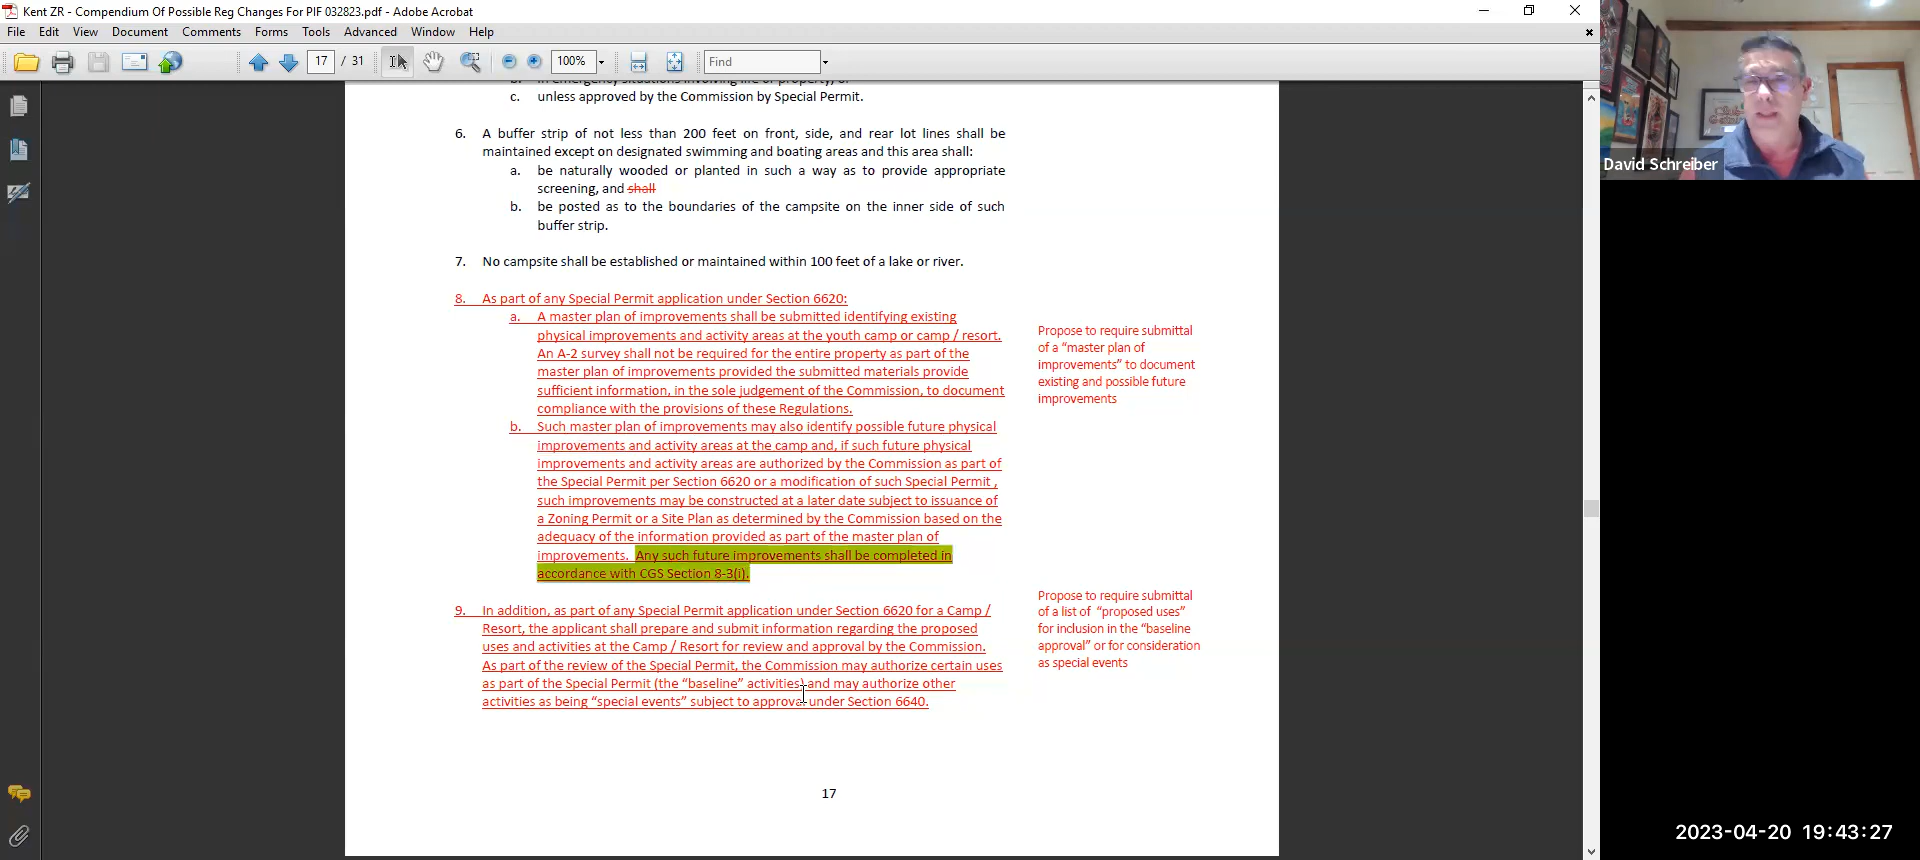 Kent ZR - Compendium Of Possible Reg Changes For PIF 032823.pdf - Adobe Acrobat
File Edit View Document Comments Forms Tools Advanced Window Help
17 / 31 100% Find
c. unless approved by the Commission by Special Permit.
6. A buffer strip of not less than 200 feet on front, side, and rear lot lines shall be
maintained except on designated swimming and boating areas and this area shall:
a. be naturally wooded or planted in such a way as to provide appropriate
screening, and shall
b. be posted as to the boundaries of the campsite on the inner side of such
buffer strip.
7. No campsite shall be established or maintained within 100 feet of a lake or river.
8. As part of any Special Permit application under Section 6620:
a. A master plan of improvements shall be submitted identifying existing
physical improvements and activity areas at the youth camp or camp / resort.
An A-2 survey shall not be required for the entire property as part of the
master plan of improvements provided the submitted materials provide
sufficient information, in the sole judgement of the Commission, to document
compliance with the provisions of these Regulations.
b. Such master plan of improvements may also identify possible future physical
improvements and activity areas at the camp and, if such future physical
improvements and activity areas are authorized by the Commission as part of
the Special Permit per Section 6620 or a modification of such Special Permit ,
such improvements may be constructed at a later date subject to issuance of
a Zoning Permit or a Site Plan as determined by the Commission based on the
adequacy of the information provided as part of the master plan of
improvements. Any such future improvements shall be completed in
accordance with CGS Section 8-3(i).
Propose to require submittal
of a "master plan of
improvements" to document
existing and possible future
improvements
9. In addition, as part of any Special Permit application under Section 6620 for a Camp /
Resort, the applicant shall prepare and submit information regarding the proposed
uses and activities at the Camp / Resort for review and approval by the Commission.
As part of the review of the Special Permit, the Commission may authorize certain uses
as part of the Special Permit (the "baseline" activities) and may authorize other
activities as being "special events" subject to approval under Section 6640.
Propose to require submittal
of a list of "proposed uses"
for inclusion in the "baseline
approval" or for consideration
as special events
17
David Schreiber
2023-04-20 19:43:27